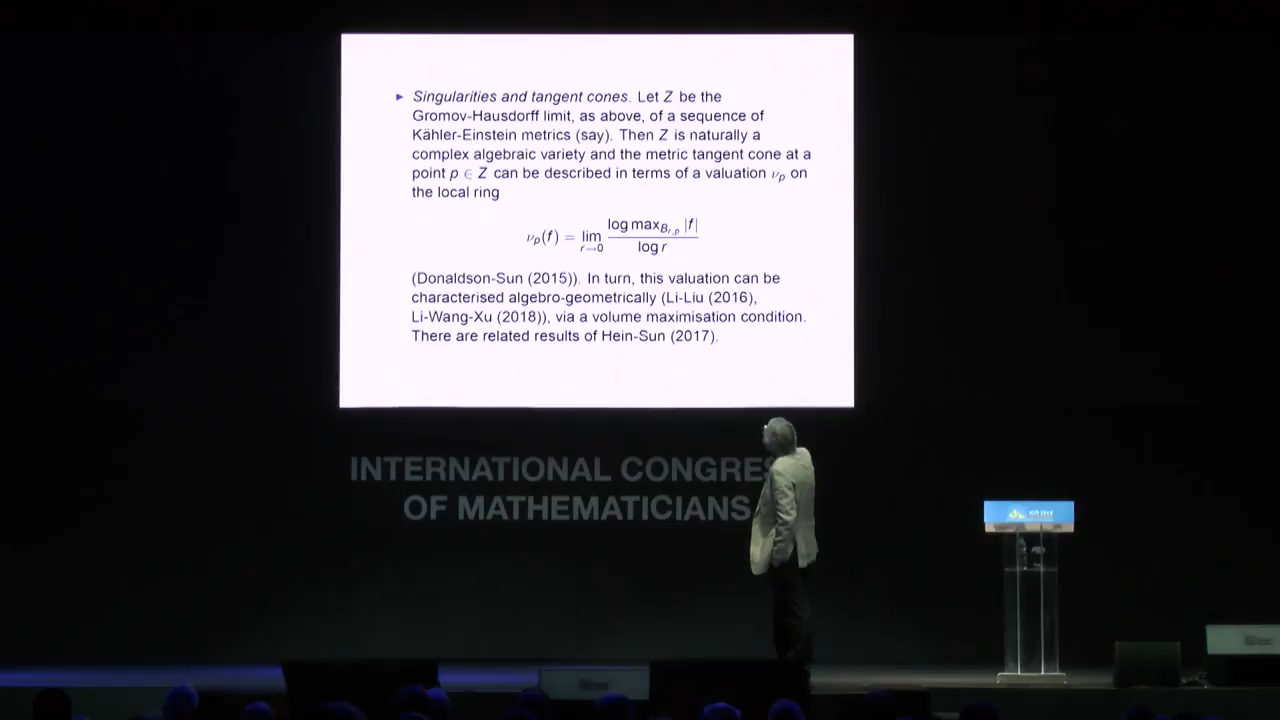 ► Singularities and tangent cones. Let Z be the
Gromov-Hausdorff limit, as above, of a sequence of
Kähler-Einstein metrics (say). Then Z is naturally a
complex algebraic variety and the metric tangent cone at a
point p ∈ Z can be described in terms of a valuation ν_p on
the local ring
ν_p(f) = lim_{r→0} log max_{B_{r,p}} |f| / log r
(Donaldson-Sun (2015)). In turn, this valuation can be
characterised algebro-geometrically (Li-Liu (2016),
Li-Wang-Xu (2018)), via a volume maximisation condition.
There are related results of Hein-Sun (2017).
INTERNATIONAL CONGRES
OF MATHEMATICIANS